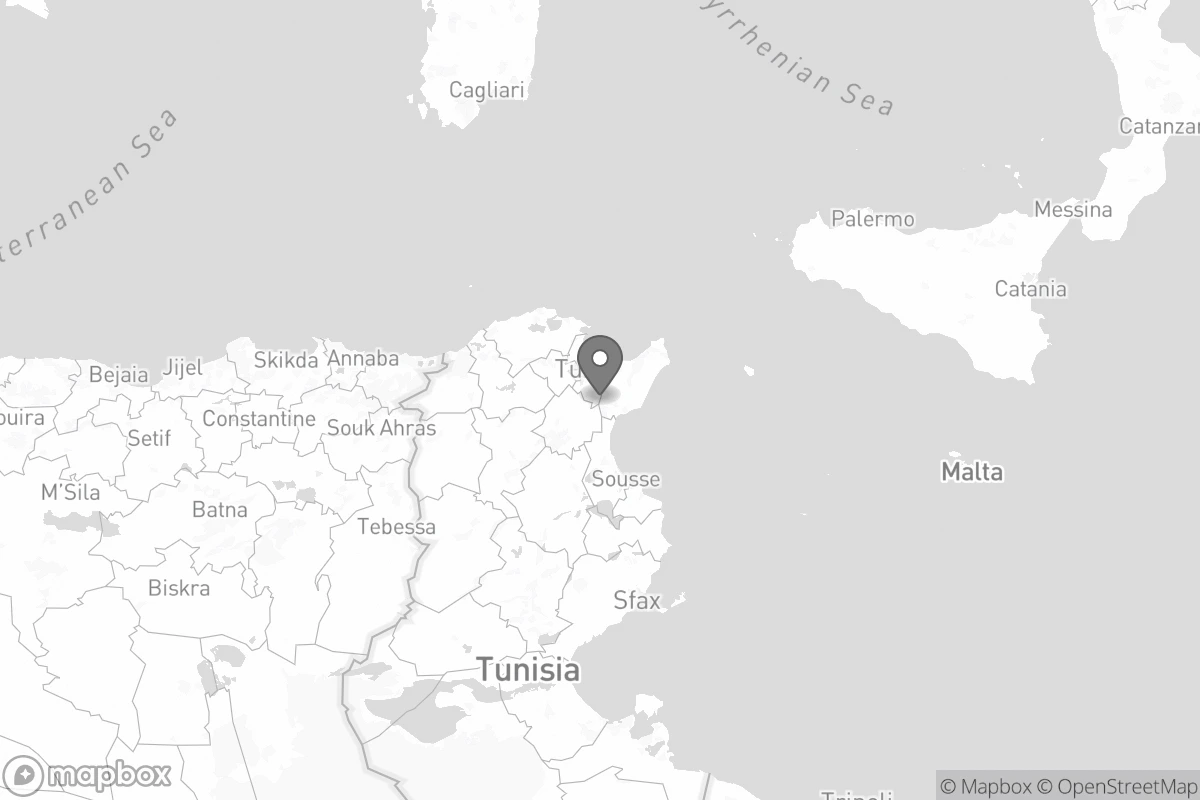 Cagliari
yrrhenian Sea
terranean Sea
Catanzar
Palermo
Messina
Catania
Bejaia
Jijel
Skikda
Annaba
Tu
ouira
Setif
Constantine
Souk Ahras
M'Sila
Batna
Tebessa
Sousse
Malta
Biskra
Sfax
Tunisia
mapbox
© Mapbox © OpenStreetMap
Tripoli